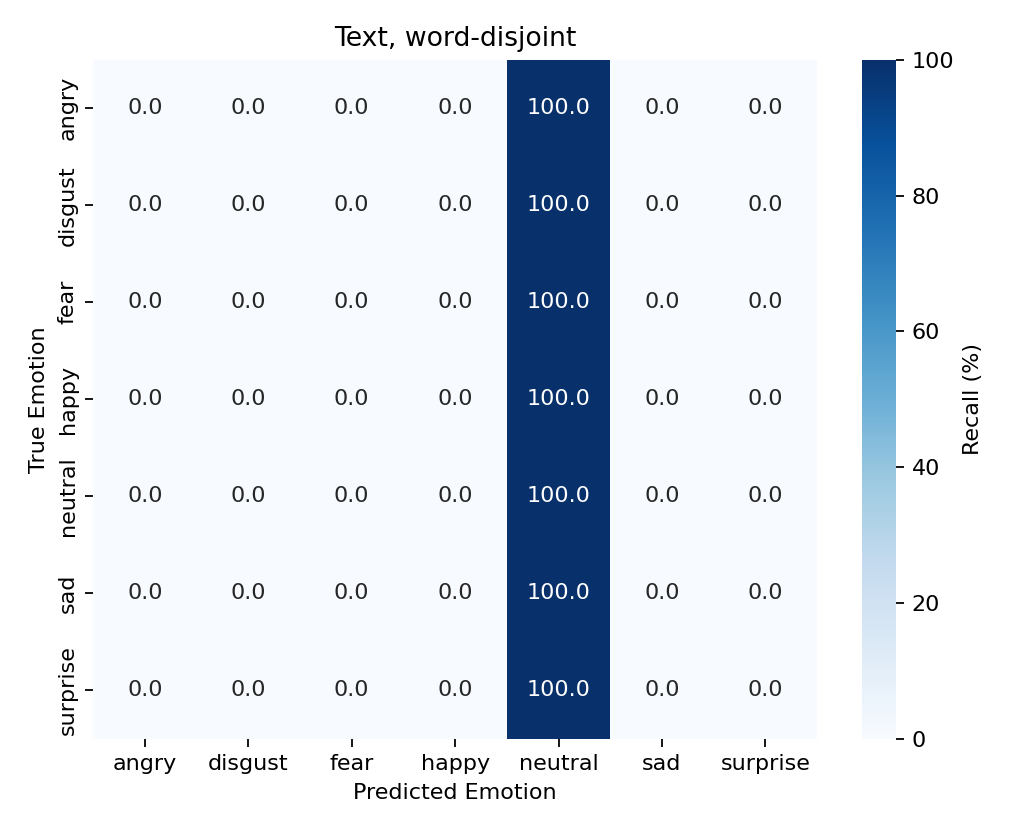 Text, word-disjoint
True Emotion
angry 0.0 0.0 0.0 0.0 100.0 0.0 0.0
disgust 0.0 0.0 0.0 0.0 100.0 0.0 0.0
fear 0.0 0.0 0.0 0.0 100.0 0.0 0.0
happy 0.0 0.0 0.0 0.0 100.0 0.0 0.0
neutral 0.0 0.0 0.0 0.0 100.0 0.0 0.0
sad 0.0 0.0 0.0 0.0 100.0 0.0 0.0
surprise 0.0 0.0 0.0 0.0 100.0 0.0 0.0
angry disgust fear happy neutral sad surprise
Predicted Emotion
100
80
60
40
20
0
Recall (%)